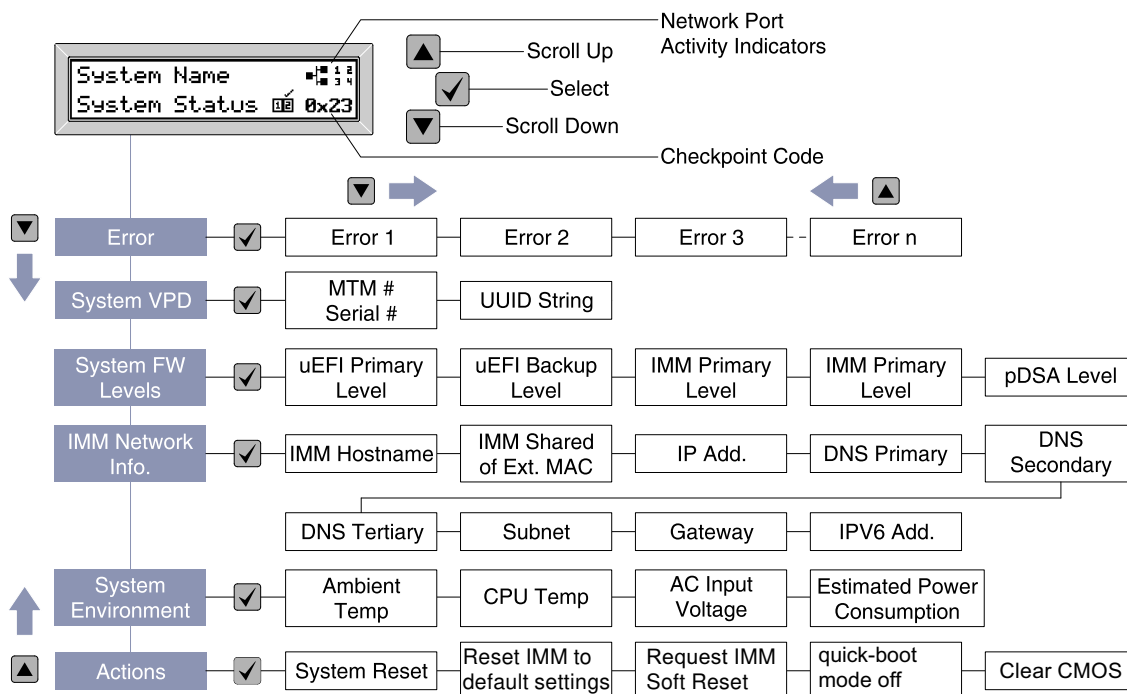 Network Port
Activity Indicators
Scroll Up
Select
Scroll Down
Checkpoint Code
System Name 1 2
3 4
System Status 12 0x23
Error
Error 1
Error 2
Error 3
Error n
System VPD
MTM #
Serial #
UUID String
System FW
Levels
uEFI Primary
Level
uEFI Backup
Level
IMM Primary
Level
IMM Primary
Level
pDSA Level
IMM Network
Info.
IMM Hostname
IMM Shared
of Ext. MAC
IP Add.
DNS Primary
DNS
Secondary
DNS Tertiary
Subnet
Gateway
IPV6 Add.
System
Environment
Ambient
Temp
CPU Temp
AC Input
Voltage
Estimated Power
Consumption
Actions
System Reset
Reset IMM to
default settings
Request IMM
Soft Reset
quick-boot
mode off
Clear CMOS